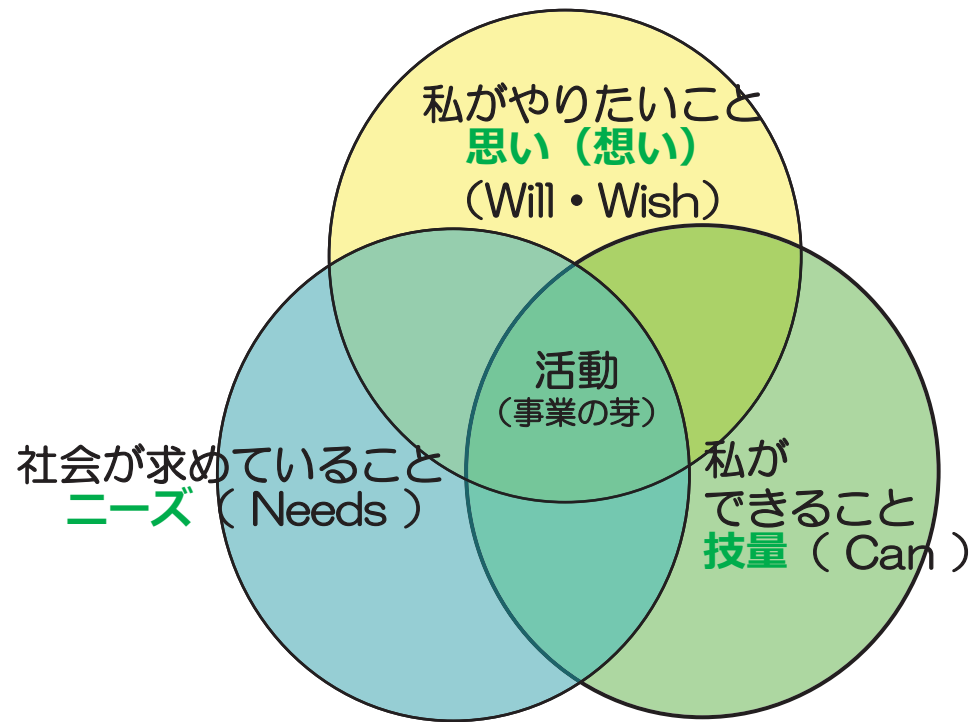 私がやりたいこと
思い（想い）
（Will・Wish）
活動
（事業の芽）
社会が求めていること
ニーズ（ Needs ）
私が
できること
技量（ Can ）